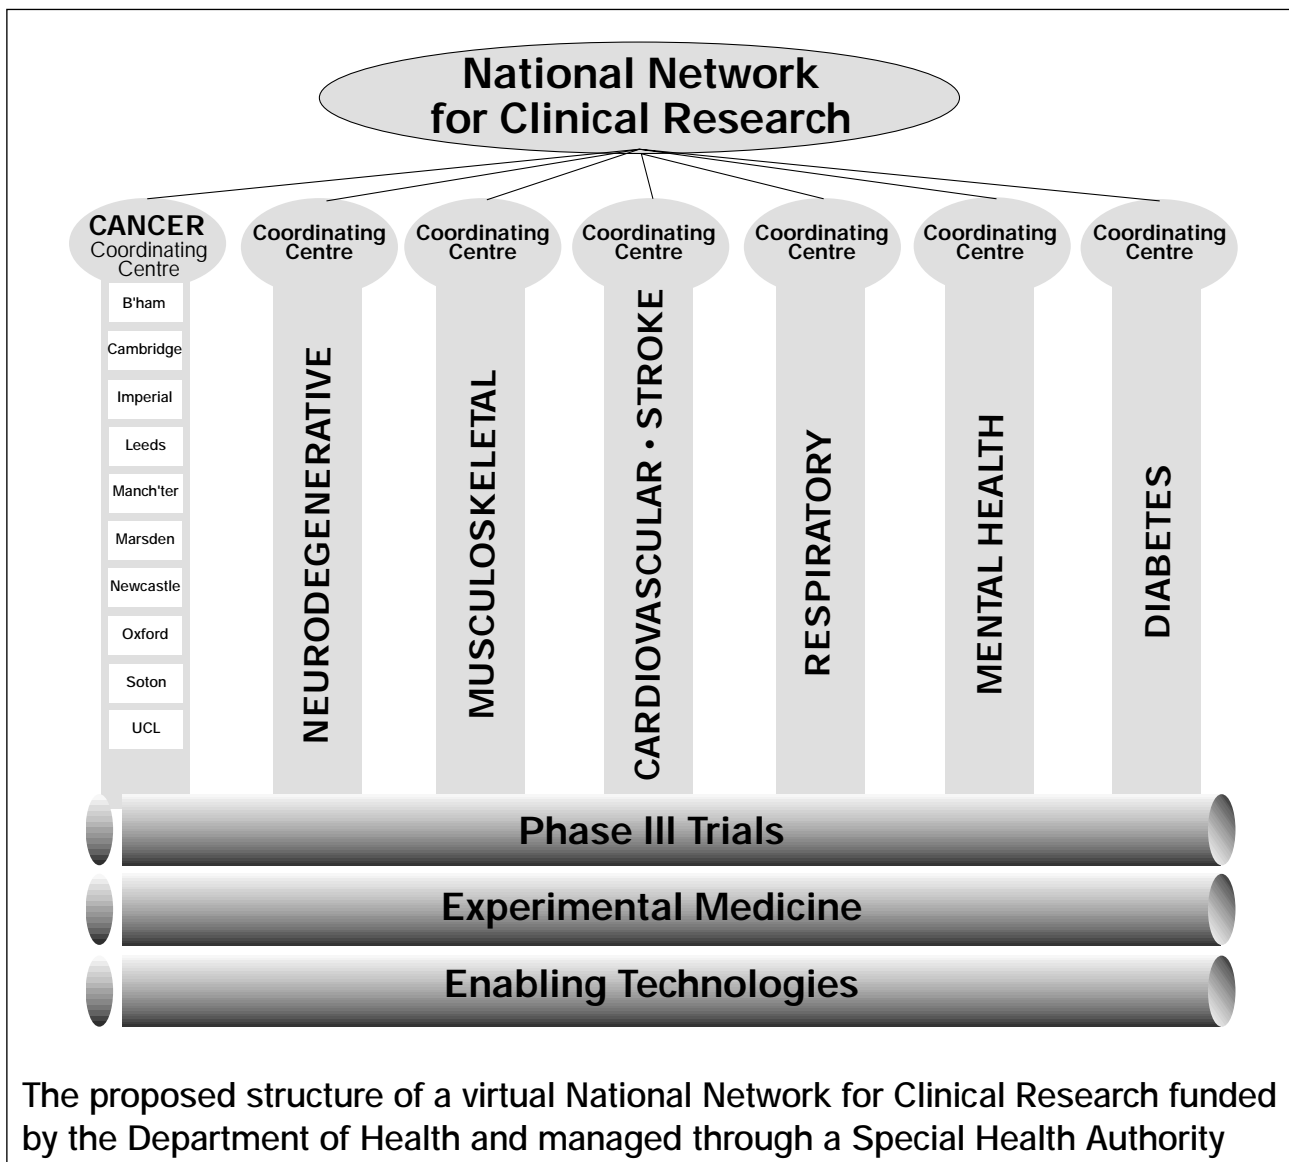 National Network
for Clinical Research
CANCER
Coordinating
Centre
B'ham
Cambridge
Imperial
Leeds
Manch'ter
Marsden
Newcastle
Oxford
Soton
UCL
Coordinating
Centre
NEURODEGENERATIVE
Coordinating
Centre
MUSCULOSKELETAL
Coordinating
Centre
CARDIOVASCULAR • STROKE
Coordinating
Centre
RESPIRATORY
Coordinating
Centre
MENTAL HEALTH
Coordinating
Centre
DIABETES
Phase III Trials
Experimental Medicine
Enabling Technologies
The proposed structure of a virtual National Network for Clinical Research funded
by the Department of Health and managed through a Special Health Authority